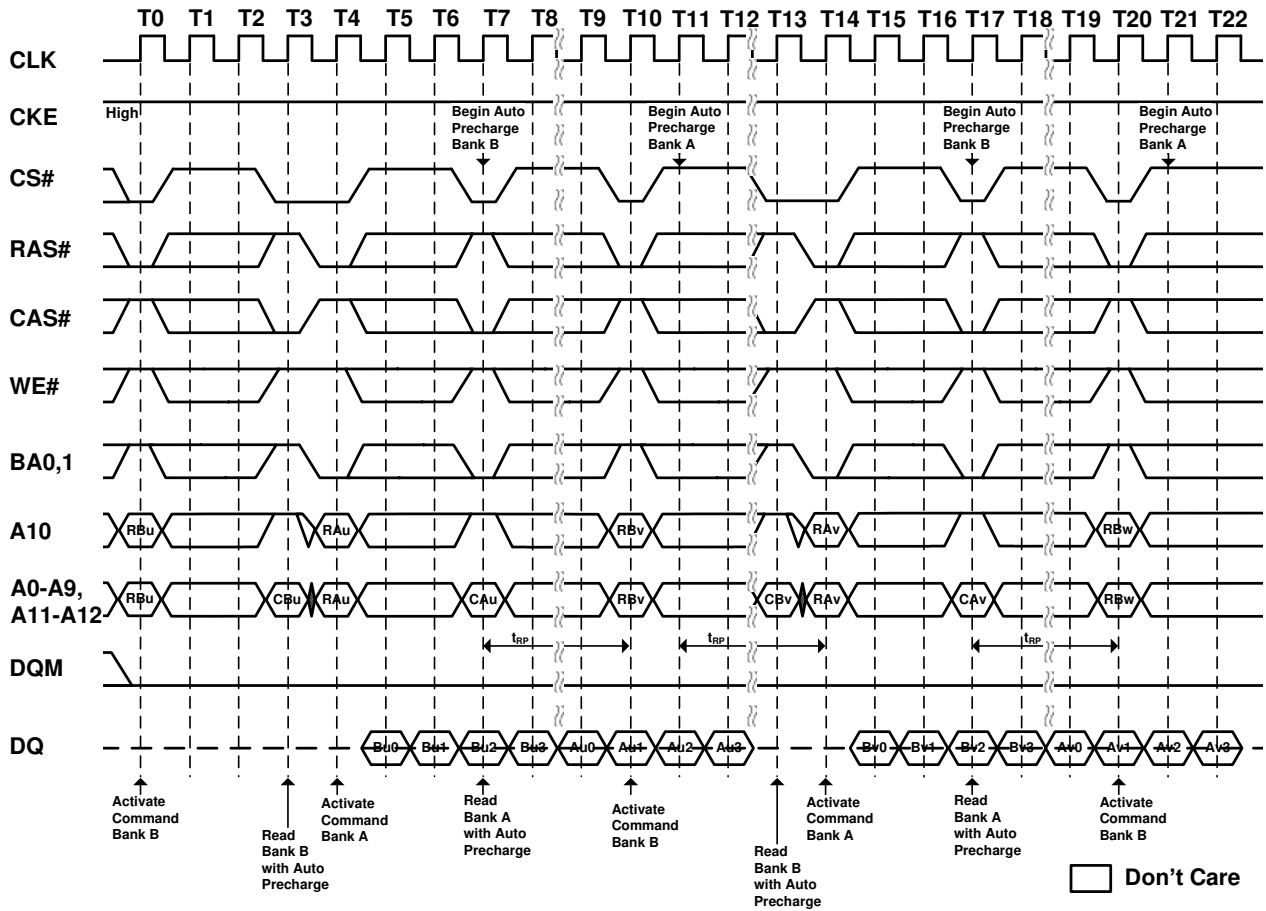 T0 T1 T2 T3 T4 T5 T6 T7 T8 T9 T10 T11 T12 T13 T14 T15 T16 T17 T18 T19 T20 T21 T22
CLK
CKE
High
Begin Auto
Precharge
Bank B
Begin Auto
Precharge
Bank A
Begin Auto
Precharge
Bank B
Begin Auto
Precharge
Bank A
CS#
RAS#
CAS#
WE#
BA0,1
A10
RBu RAu RBv RAv RBw
A0-A9,
A11-A12
RBu CBu RAu CAu RBv CBv RAv CAv RBw
tRP tRP tRP
DQM
DQ
Bu0 Bu1 Bu2 Bu3 Au0 Au1 Au2 Au3 Bv0 Bv1 Bv2 Bv3 Av0 Av1 Av2 Av3
Activate
Command
Bank B
Read
Bank B
with Auto
Precharge
Activate
Command
Bank A
Read
Bank A
with Auto
Precharge
Activate
Command
Bank B
Read
Bank B
with Auto
Precharge
Activate
Command
Bank A
Read
Bank A
with Auto
Precharge
Activate
Command
Bank B
Don't Care